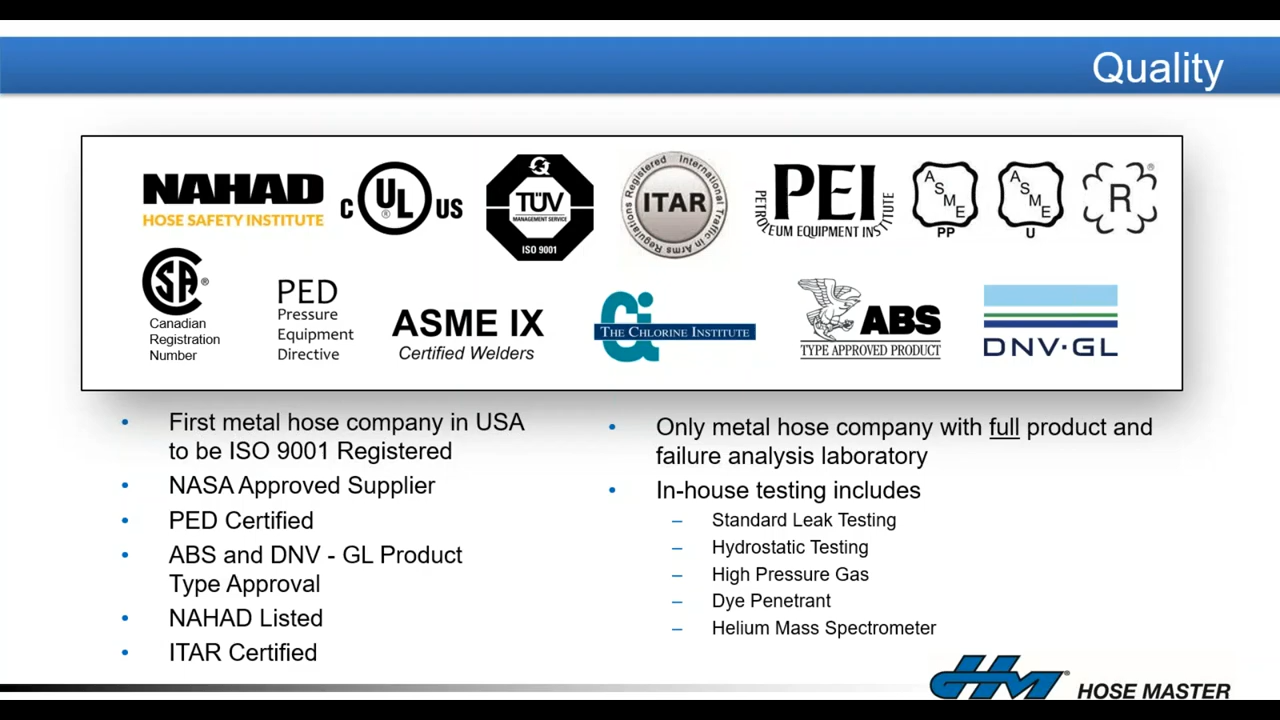 Quality
NAHAD
HOSE SAFETY INSTITUTE
C UL® US
TÜV
MANAGEMENT SERVICE
ISO 9001
Registered International Traffic in Arms Regulations
ITAR
PEI
PETROLEUM EQUIPMENT INSTITUTE
ASME
PP
ASME
U
R®
CSA®
Canadian
Registration
Number
PED
Pressure
Equipment
Directive
ASME IX
Certified Welders
THE CHLORINE INSTITUTE
ABS
TYPE APPROVED PRODUCT
DNV·GL
• First metal hose company in USA
to be ISO 9001 Registered
• NASA Approved Supplier
• PED Certified
• ABS and DNV - GL Product
Type Approval
• NAHAD Listed
• ITAR Certified
• Only metal hose company with full product and
failure analysis laboratory
• In-house testing includes
– Standard Leak Testing
– Hydrostatic Testing
– High Pressure Gas
– Dye Penetrant
– Helium Mass Spectrometer
HM® HOSE MASTER